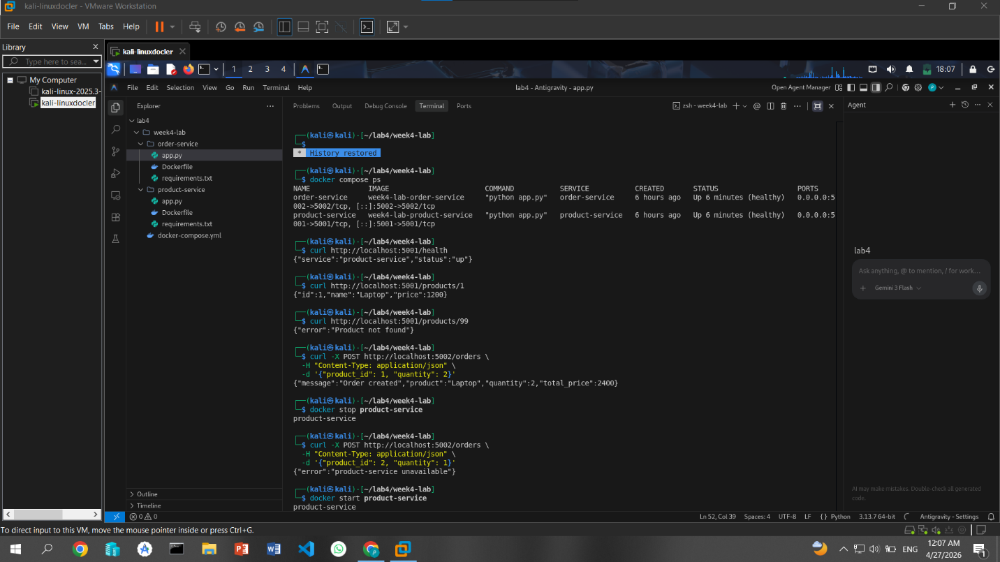 kali-linuxdocler - VMware Workstation
File Edit View VM Tabs Help
Library
Type here to sea...
My Computer
kali-linux-2025.3-
kali-linuxdocler
kali-linuxdocler
1 2 3 4
18:07
File Edit Selection View Go Run Terminal Help
lab4 - Antigravity - app.py
Open Agent Manager
Explorer
lab4
week4-lab
order-service
app.py
Dockerfile
requirements.txt
product-service
app.py
Dockerfile
requirements.txt
docker-compose.yml
Outline
Timeline
Problems Output Debug Console Terminal Ports
zsh - week4-lab
┌──(kali㉿kali)-[~/lab4/week4-lab]
└─$
* History restored
┌──(kali㉿kali)-[~/lab4/week4-lab]
└─$ docker compose ps
NAME IMAGE COMMAND SERVICE CREATED STATUS PORTS
order-service week4-lab-order-service "python app.py" order-service 6 hours ago Up 6 minutes (healthy) 0.0.0.0:5
002->5002/tcp, [::]:5002->5002/tcp
product-service week4-lab-product-service "python app.py" product-service 6 hours ago Up 6 minutes (healthy) 0.0.0.0:5
001->5001/tcp, [::]:5001->5001/tcp
┌──(kali㉿kali)-[~/lab4/week4-lab]
└─$ curl http://localhost:5001/health
{"service":"product-service","status":"up"}
┌──(kali㉿kali)-[~/lab4/week4-lab]
└─$ curl http://localhost:5001/products/1
{"id":1,"name":"Laptop","price":1200}
┌──(kali㉿kali)-[~/lab4/week4-lab]
└─$ curl http://localhost:5001/products/99
{"error":"Product not found"}
┌──(kali㉿kali)-[~/lab4/week4-lab]
└─$ curl -X POST http://localhost:5002/orders \
-H "Content-Type: application/json" \
-d '{"product_id": 1, "quantity": 2}'
{"message":"Order created","product":"Laptop","quantity":2,"total_price":2400}
┌──(kali㉿kali)-[~/lab4/week4-lab]
└─$ docker stop product-service
product-service
┌──(kali㉿kali)-[~/lab4/week4-lab]
└─$ curl -X POST http://localhost:5002/orders \
-H "Content-Type: application/json" \
-d '{"product_id": 2, "quantity": 1}'
{"error":"product-service unavailable"}
┌──(kali㉿kali)-[~/lab4/week4-lab]
└─$ docker start product-service
product-service
Agent
lab4
Ask anything, @ to mention, / for work...
Gemini 3 Flash
AI may make mistakes. Double-check all generated
code.
0 0
Ln 52, Col 39 Spaces: 4 UTF-8 LF {} Python 3.13.7 64-bit Antigravity - Settings
To direct input to this VM, move the mouse pointer inside or press Ctrl+G.
ENG
12:07 AM
4/27/2026
1